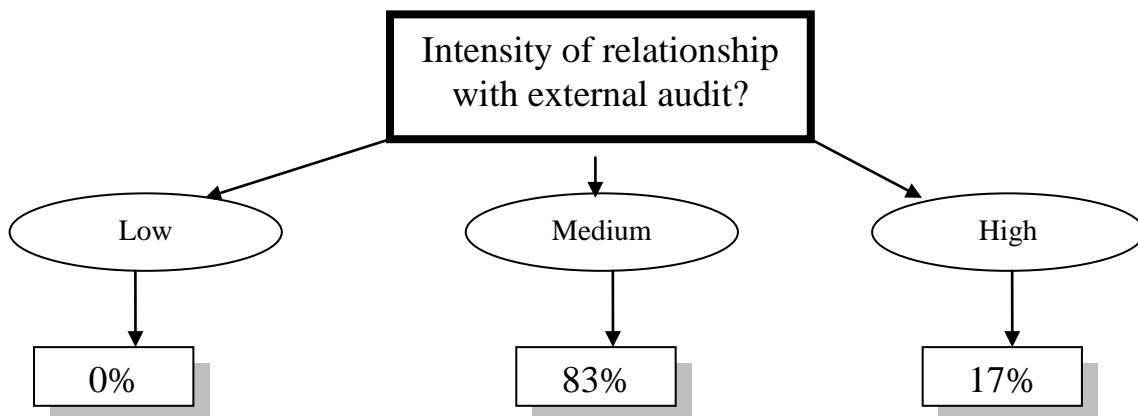 Intensity of relationship
with external audit?
Low
Medium
High
0%
83%
17%